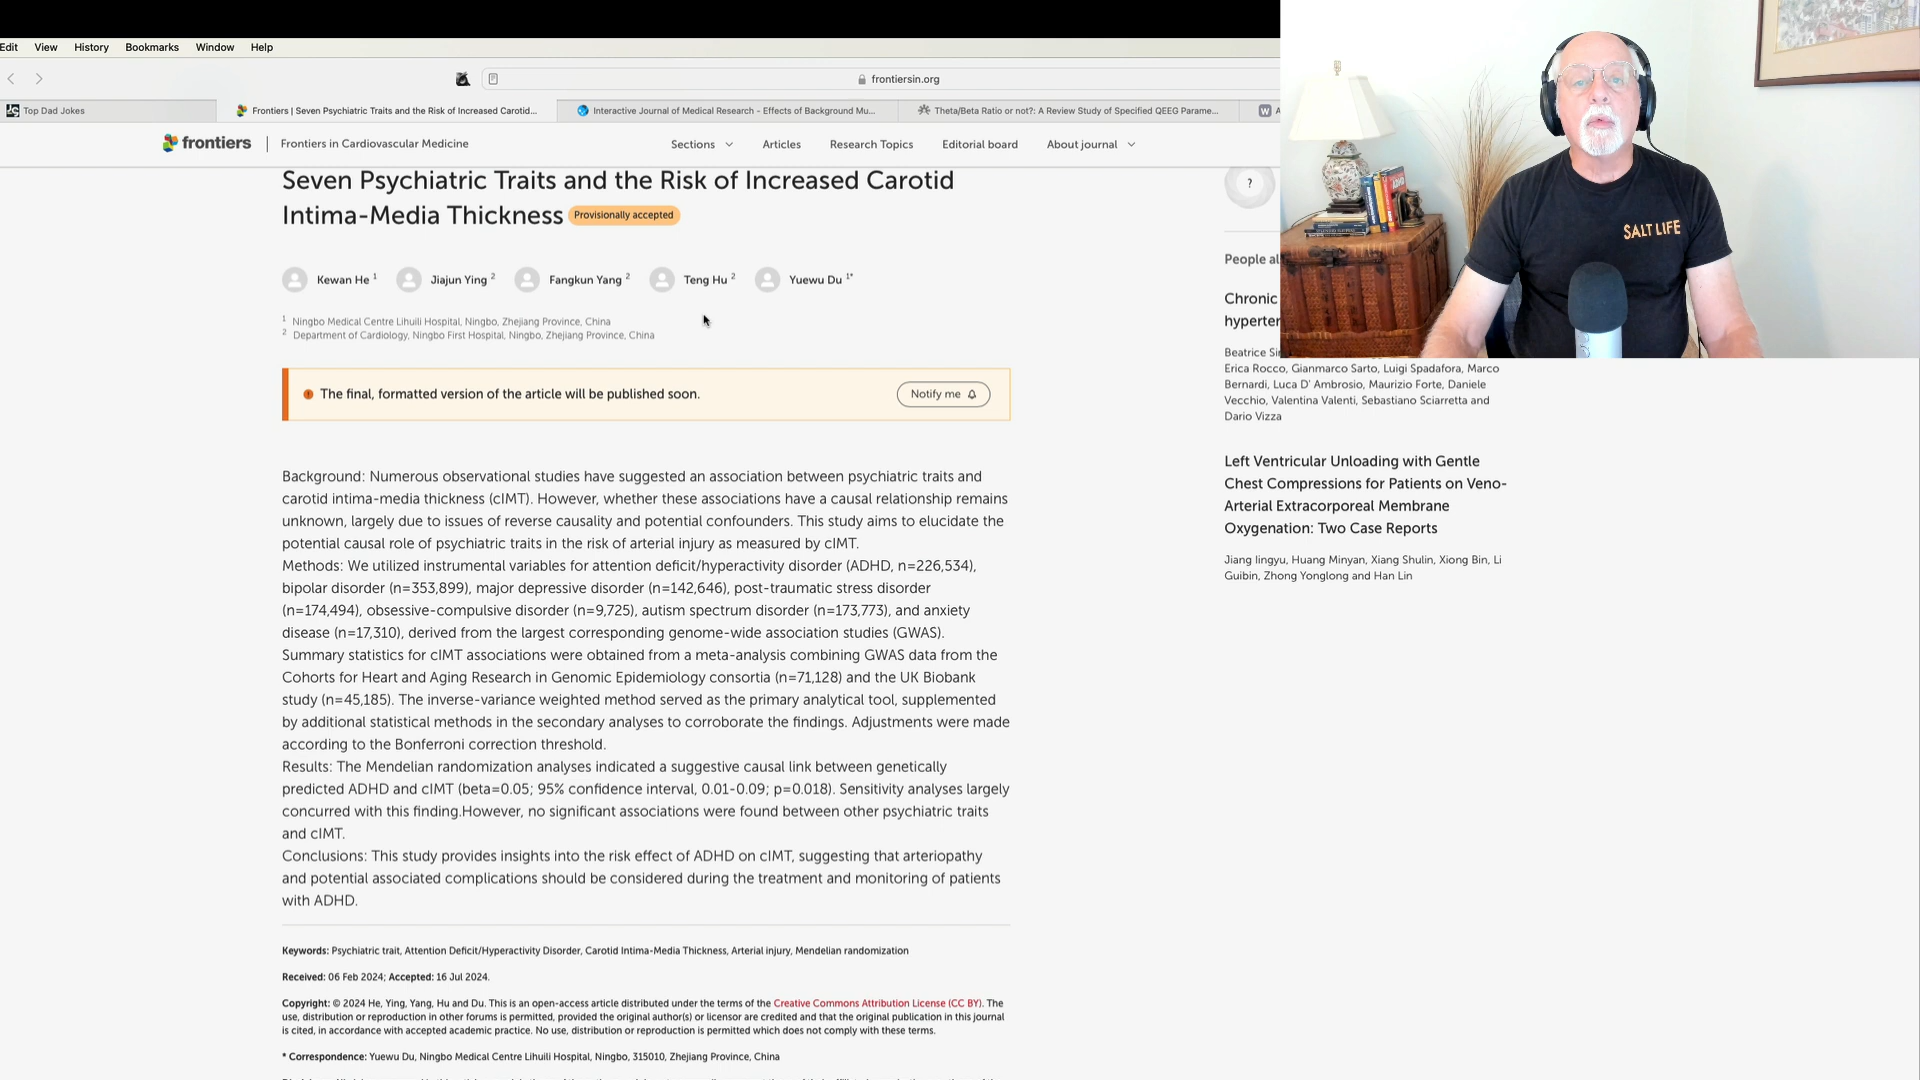 Edit View History Bookmarks Window Help
frontiersin.org
Top Dad Jokes
Frontiers | Seven Psychiatric Traits and the Risk of Increased Carotid...
Interactive Journal of Medical Research - Effects of Background Mu...
Theta/Beta Ratio or not?: A Review Study of Specified QEEG Parame...
W A
frontiers
Frontiers in Cardiovascular Medicine
Sections Articles Research Topics Editorial board About journal
Seven Psychiatric Traits and the Risk of Increased Carotid
Intima-Media Thickness Provisionally accepted
Kewan He 1 Jiajun Ying 2 Fangkun Yang 2 Teng Hu 2 Yuewu Du 1*
1 Ningbo Medical Centre Lihuili Hospital, Ningbo, Zhejiang Province, China
2 Department of Cardiology, Ningbo First Hospital, Ningbo, Zhejiang Province, China
The final, formatted version of the article will be published soon. Notify me
Background: Numerous observational studies have suggested an association between psychiatric traits and
carotid intima-media thickness (cIMT). However, whether these associations have a causal relationship remains
unknown, largely due to issues of reverse causality and potential confounders. This study aims to elucidate the
potential causal role of psychiatric traits in the risk of arterial injury as measured by cIMT.
Methods: We utilized instrumental variables for attention deficit/hyperactivity disorder (ADHD, n=226,534),
bipolar disorder (n=353,899), major depressive disorder (n=142,646), post-traumatic stress disorder
(n=174,494), obsessive-compulsive disorder (n=9,725), autism spectrum disorder (n=173,773), and anxiety
disease (n=17,310), derived from the largest corresponding genome-wide association studies (GWAS).
Summary statistics for cIMT associations were obtained from a meta-analysis combining GWAS data from the
Cohorts for Heart and Aging Research in Genomic Epidemiology consortia (n=71,128) and the UK Biobank
study (n=45,185). The inverse-variance weighted method served as the primary analytical tool, supplemented
by additional statistical methods in the secondary analyses to corroborate the findings. Adjustments were made
according to the Bonferroni correction threshold.
Results: The Mendelian randomization analyses indicated a suggestive causal link between genetically
predicted ADHD and cIMT (beta=0.05; 95% confidence interval, 0.01-0.09; p=0.018). Sensitivity analyses largely
concurred with this finding.However, no significant associations were found between other psychiatric traits
and cIMT.
Conclusions: This study provides insights into the risk effect of ADHD on cIMT, suggesting that arteriopathy
and potential associated complications should be considered during the treatment and monitoring of patients
with ADHD.
Keywords: Psychiatric trait, Attention Deficit/Hyperactivity Disorder, Carotid Intima-Media Thickness, Arterial injury, Mendelian randomization
Received: 06 Feb 2024; Accepted: 16 Jul 2024.
Copyright: © 2024 He, Ying, Yang, Hu and Du. This is an open-access article distributed under the terms of the Creative Commons Attribution License (CC BY). The
use, distribution or reproduction in other forums is permitted, provided the original author(s) or licensor are credited and that the original publication in this journal
is cited, in accordance with accepted academic practice. No use, distribution or reproduction is permitted which does not comply with these terms.
* Correspondence: Yuewu Du, Ningbo Medical Centre Lihuili Hospital, Ningbo, 315010, Zhejiang Province, China
?
People al
Chronic
hyperter
Beatrice Si
Erica Rocco, Gianmarco Sarto, Luigi Spadafora, Marco
Bernardi, Luca D' Ambrosio, Maurizio Forte, Daniele
Vecchio, Valentina Valenti, Sebastiano Sciarretta and
Dario Vizza
Left Ventricular Unloading with Gentle
Chest Compressions for Patients on Veno-
Arterial Extracorporeal Membrane
Oxygenation: Two Case Reports
Jiang lingyu, Huang Minyan, Xiang Shulin, Xiong Bin, Li
Guibin, Zhong Yonglong and Han Lin
SALT LIFE